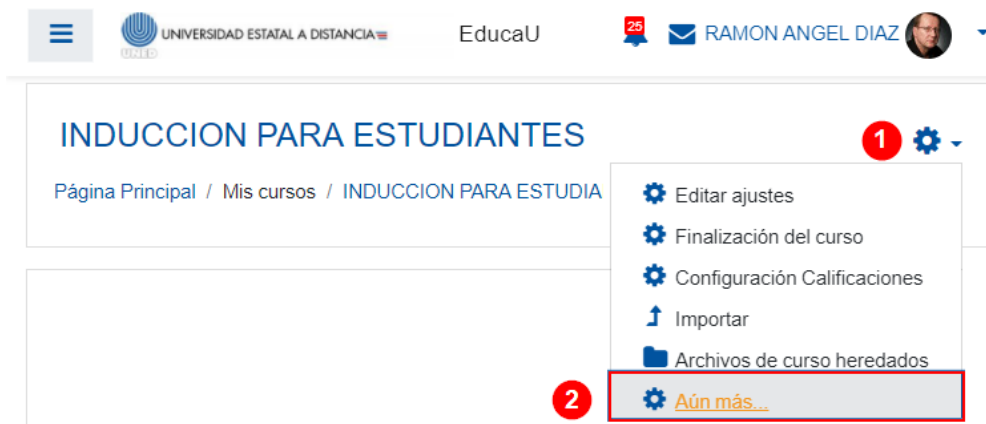 UNED
UNIVERSIDAD ESTATAL A DISTANCIA
EducaU
25
RAMON ANGEL DIAZ
INDUCCION PARA ESTUDIANTES
1
Página Principal / Mis cursos / INDUCCION PARA ESTUDIA
Editar ajustes
Finalización del curso
Configuración Calificaciones
Importar
Archivos de curso heredados
2
Aún más...